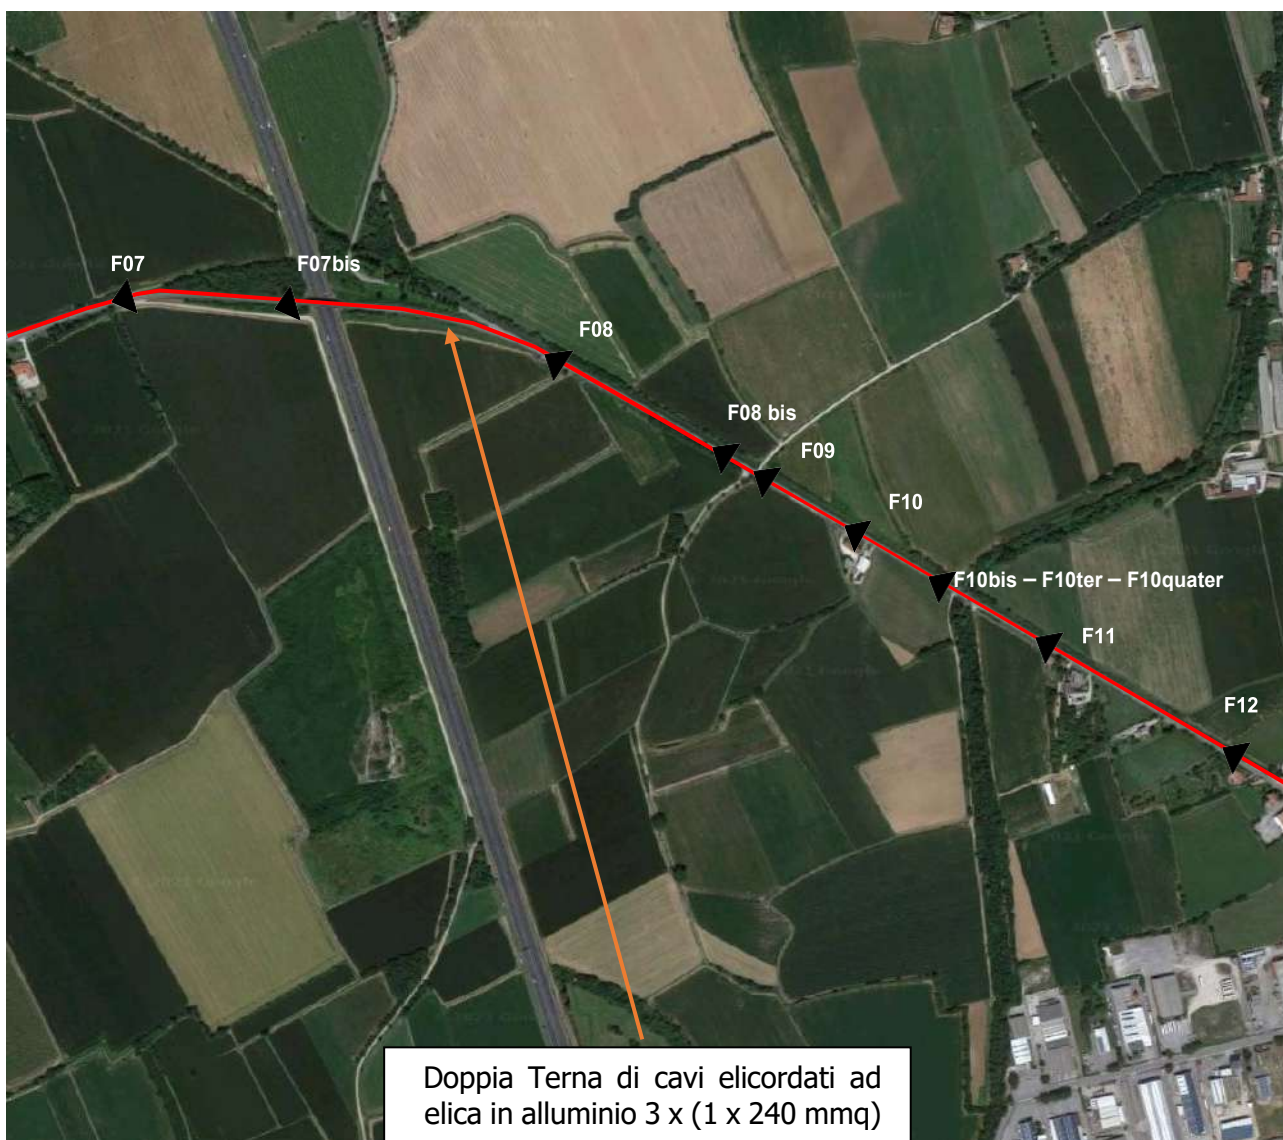 F07
F07bis
F08
F08 bis
F09
F10
F10bis – F10ter – F10quater
F11
F12
Doppia Terna di cavi elicordati ad
elica in alluminio 3 x (1 x 240 mmq)